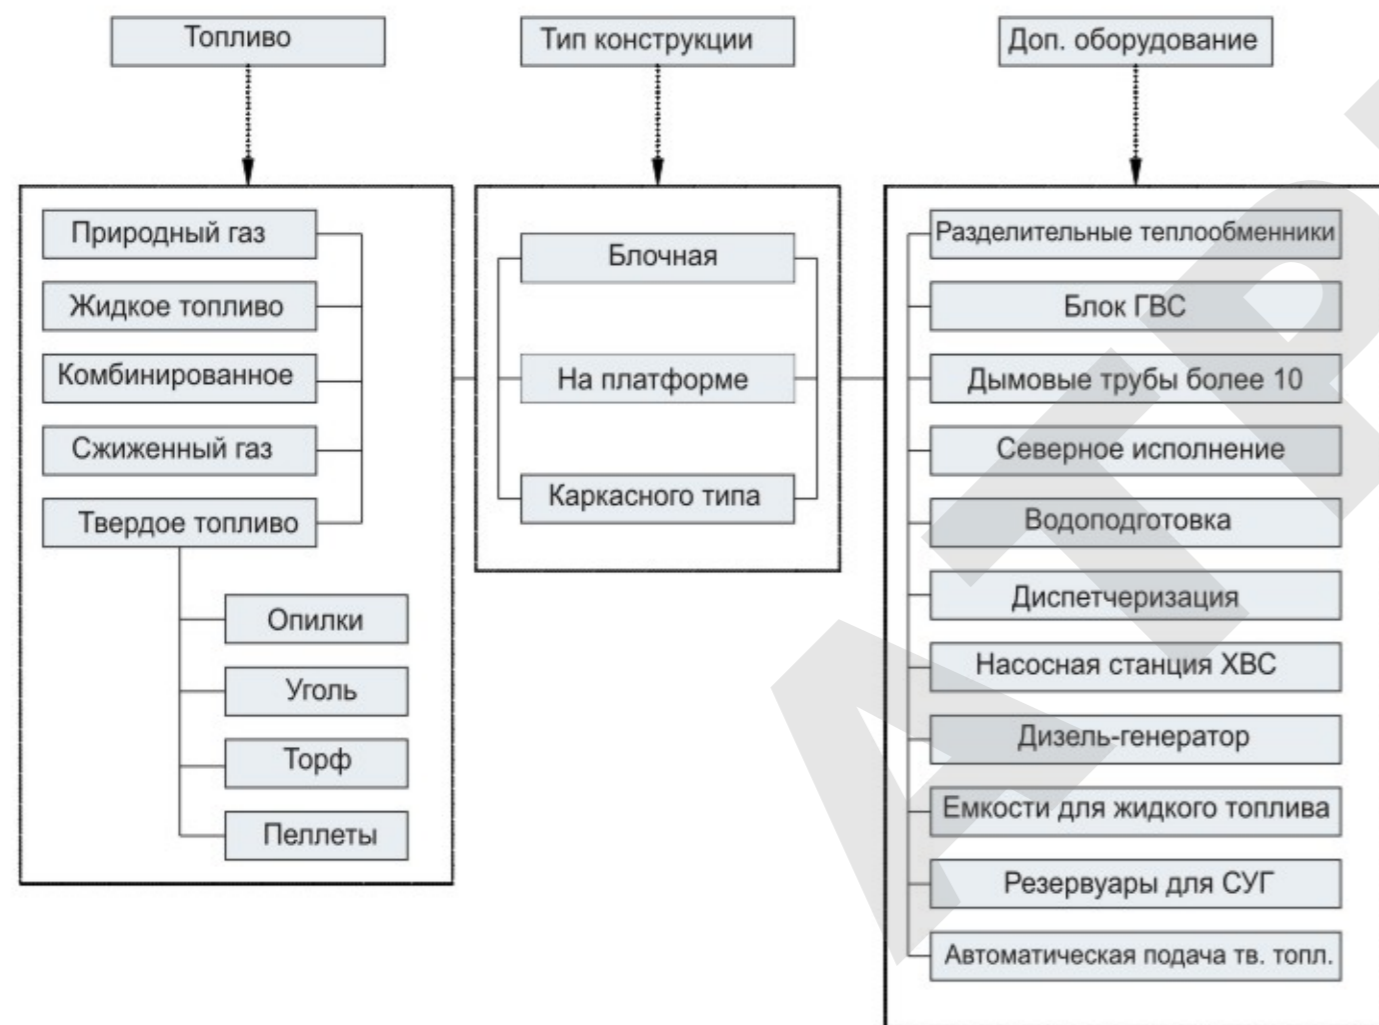 Топливо
Тип конструкции
Доп. оборудование
Природный газ
Жидкое топливо
Комбинированное
Сжиженный газ
Твердое топливо
Опилки
Уголь
Торф
Пеллеты
Блочная
На платформе
Каркасного типа
Разделительные теплообменники
Блок ГВС
Дымовые трубы более 10
Северное исполнение
Водоподготовка
Диспетчеризация
Насосная станция ХВС
Дизель-генератор
Емкости для жидкого топлива
Резервуары для СУГ
Автоматическая подача тв. топл.